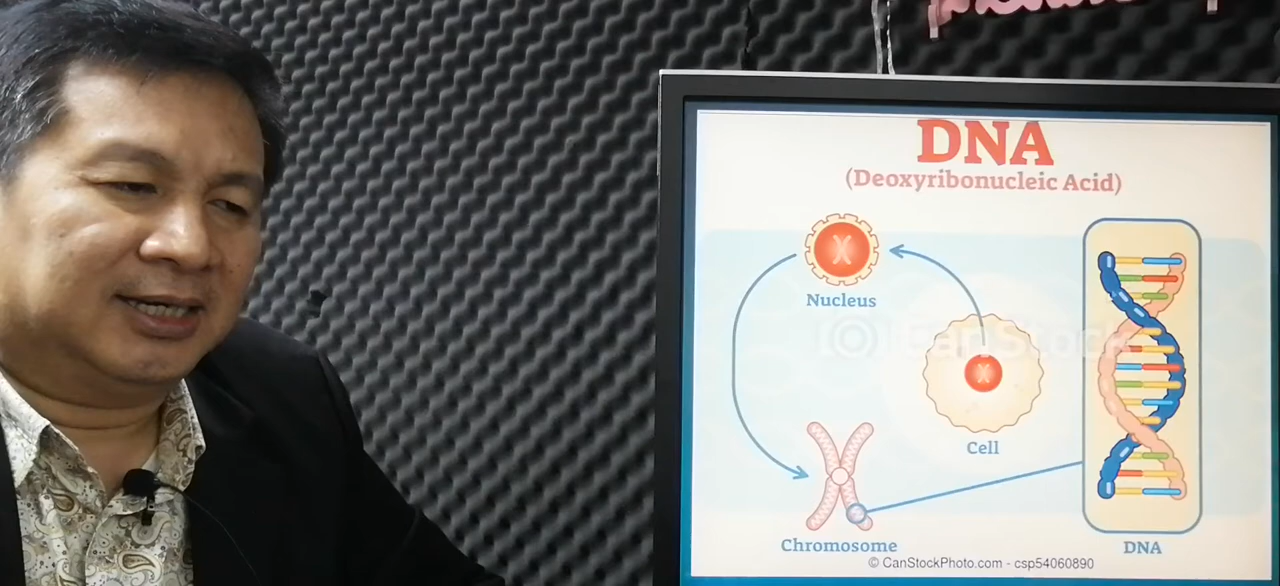 DNA
(Deoxyribonucleic Acid)
Nucleus
Cell
Chromosome
DNA
© CanStockPhoto.com - csp54060890